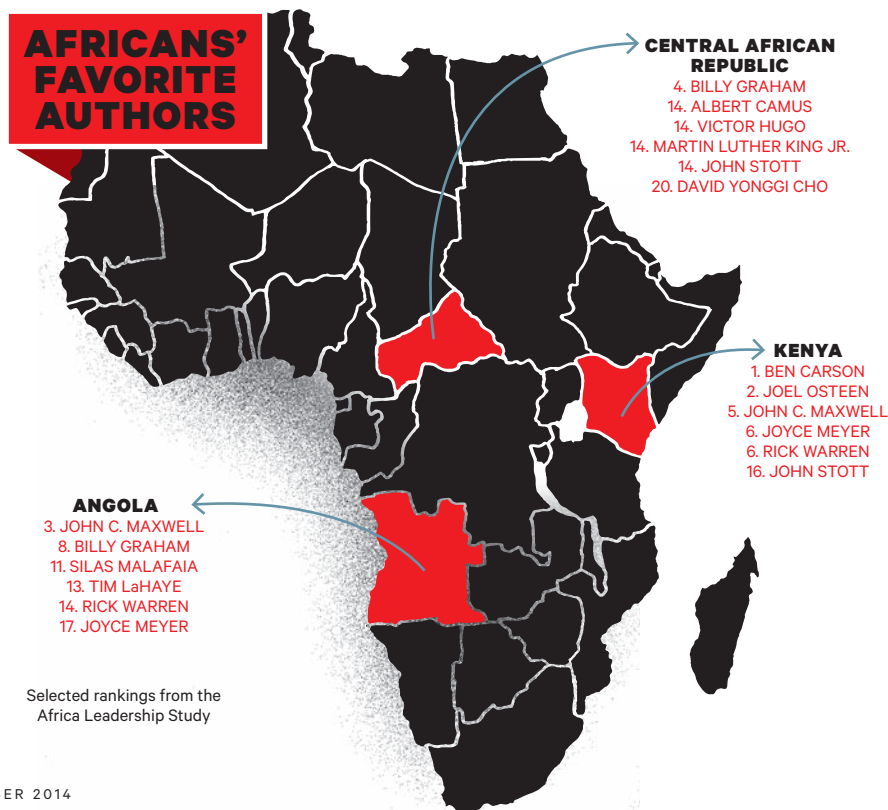 AFRICANS'
FAVORITE
AUTHORS
CENTRAL AFRICAN
REPUBLIC
4. BILLY GRAHAM
14. ALBERT CAMUS
14. VICTOR HUGO
14. MARTIN LUTHER KING JR.
14. JOHN STOTT
20. DAVID YONGGI CHO
KENYA
1. BEN CARSON
2. JOEL OSTEEN
5. JOHN C. MAXWELL
6. JOYCE MEYER
6. RICK WARREN
16. JOHN STOTT
ANGOLA
3. JOHN C. MAXWELL
8. BILLY GRAHAM
11. SILAS MALAFAIA
13. TIM LaHAYE
14. RICK WARREN
17. JOYCE MEYER
Selected rankings from the
Africa Leadership Study
2014